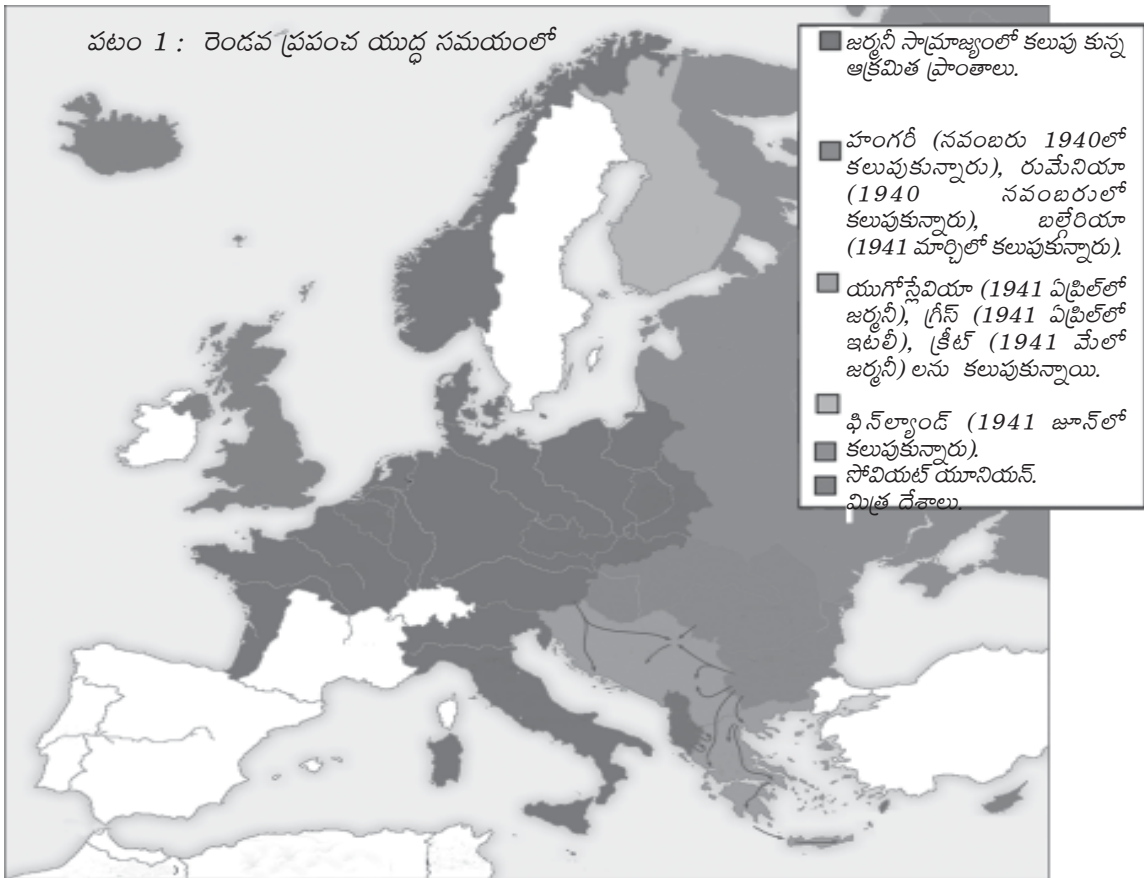 పటం 1 : రెండవ ప్రపంచ యుద్ధ సమయంలో
జర్మనీ సామ్రాజ్యంలో కలుపు కున్న
ఆక్రమిత ప్రాంతాలు.
హంగరీ (నవంబరు 1940లో
కలుపుకున్నారు), రుమేనియా
(1940 నవంబరులో
కలుపుకున్నారు), బల్గేరియా
(1941 మార్చిలో కలుపుకున్నారు).
యుగోస్లేవియా (1941 ఏప్రిల్‌లో
జర్మనీ), గ్రీస్ (1941 ఏప్రిల్‌లో
ఇటలీ), క్రీట్ (1941 మేలో
జర్మనీ) లను కలుపుకున్నాయి.
ఫిన్‌ల్యాండ్ (1941 జూన్‌లో
కలుపుకున్నారు).
సోవియట్ యూనియన్.
మిత్ర దేశాలు.